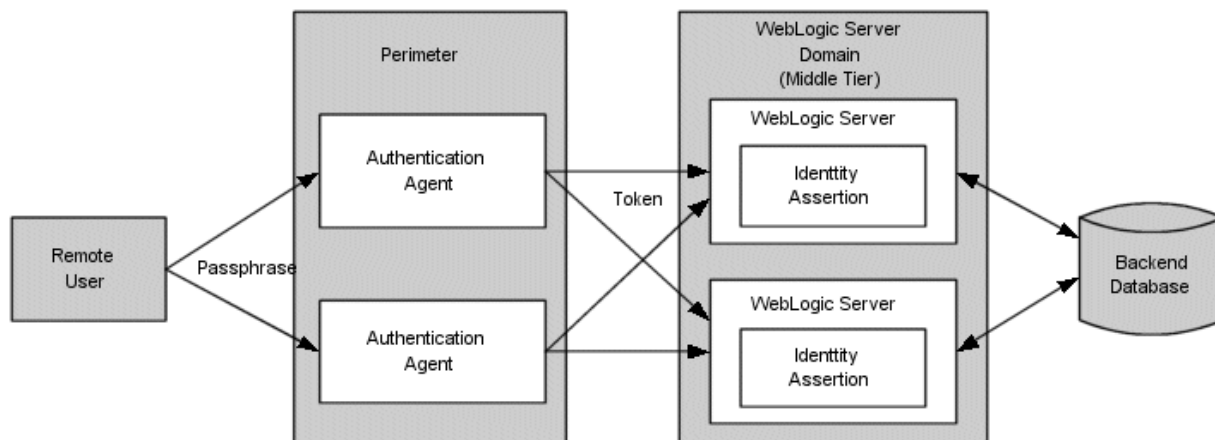 Remote
User
Passphrase
Perimeter
Authentication
Agent
Authentication
Agent
Token
WebLogic Server
Domain
(Middle Tier)
WebLogic Server
Identtity
Assertion
WebLogic Server
Identtity
Assertion
Backend
Database